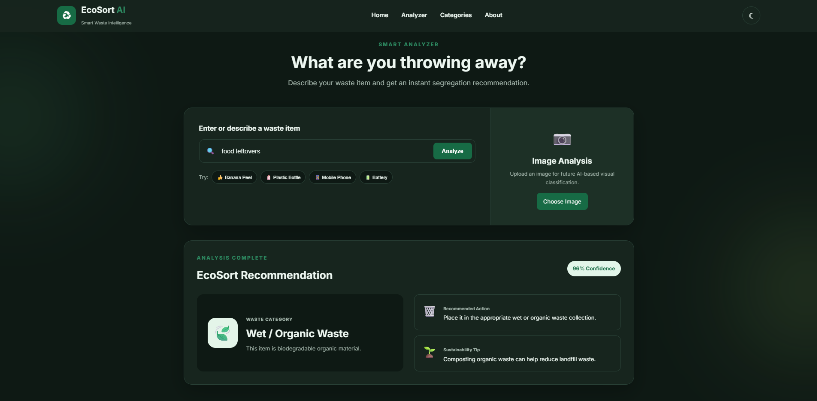 EcoSort AI
Smart Waste Intelligence
Home
Analyzer
Categories
About
SMART ANALYZER
What are you throwing away?
Describe your waste item and get an instant segregation recommendation.
Enter or describe a waste item
food leftovers
Analyze
Try:
Banana Peel
Plastic Bottle
Mobile Phone
Battery
Image Analysis
Upload an image for future AI-based visual
classification.
Choose Image
ANALYSIS COMPLETE
EcoSort Recommendation
96% Confidence
WASTE CATEGORY
Wet / Organic Waste
This item is biodegradable organic material.
Recommended Action
Place it in the appropriate wet or organic waste collection.
Sustainability Tip
Composting organic waste can help reduce landfill waste.